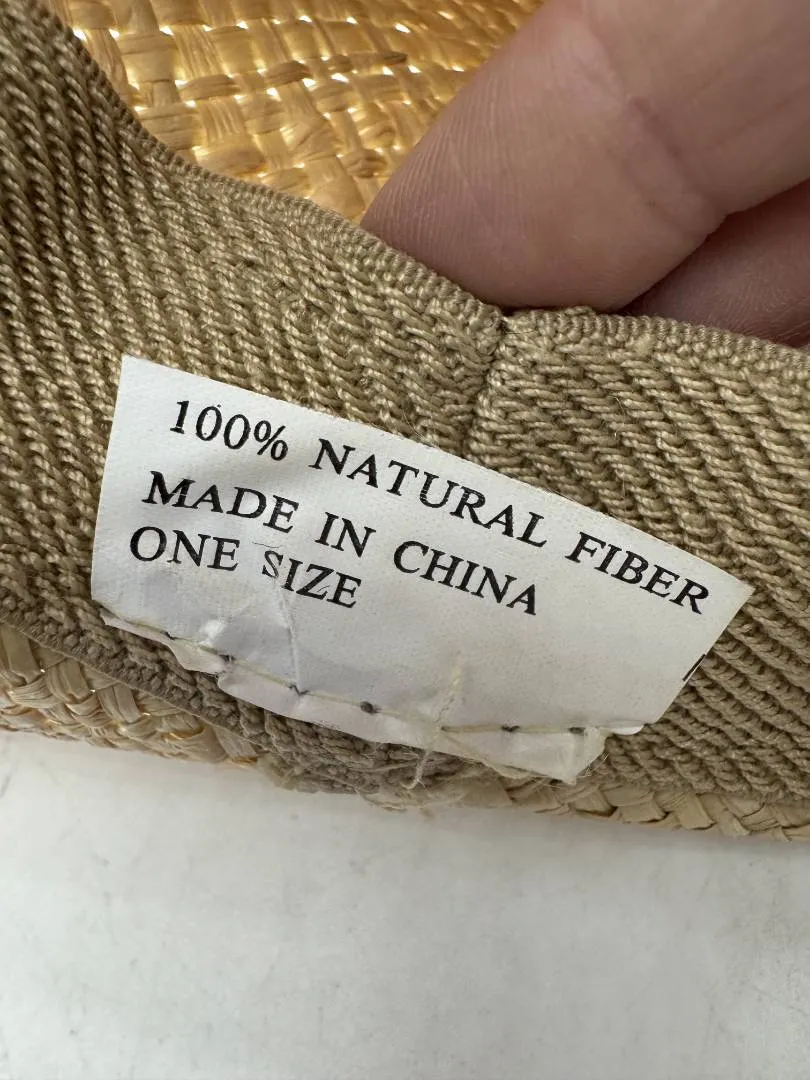 100% NATURAL FIBER
MADE IN CHINA
ONE SIZE